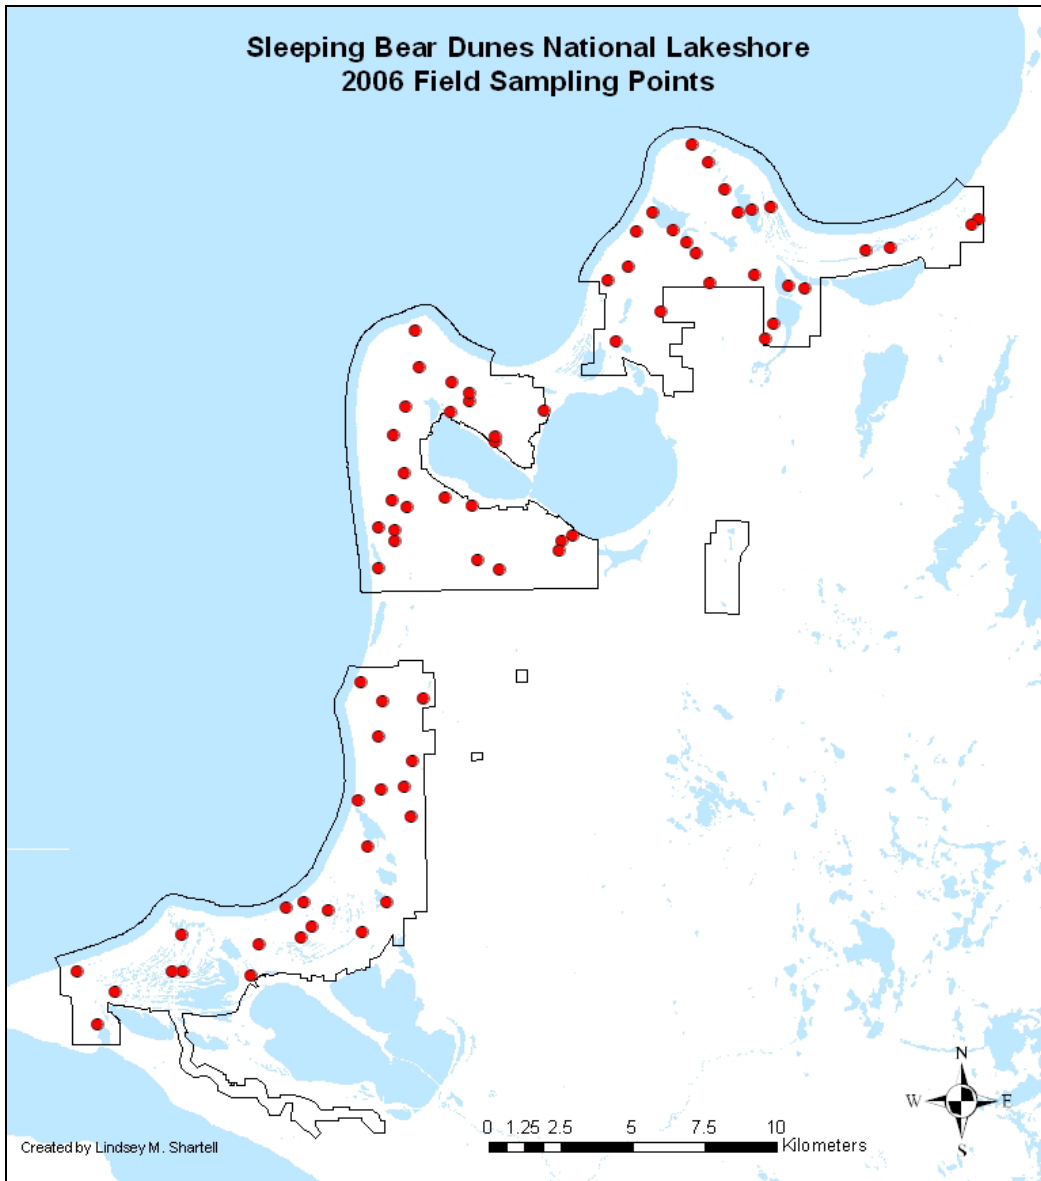 Sleeping Bear Dunes National Lakeshore
2006 Field Sampling Points
N
W E
S
0 1.25 2.5 5 7.5 10
Kilometers
Created by Lindsey M. Shartell